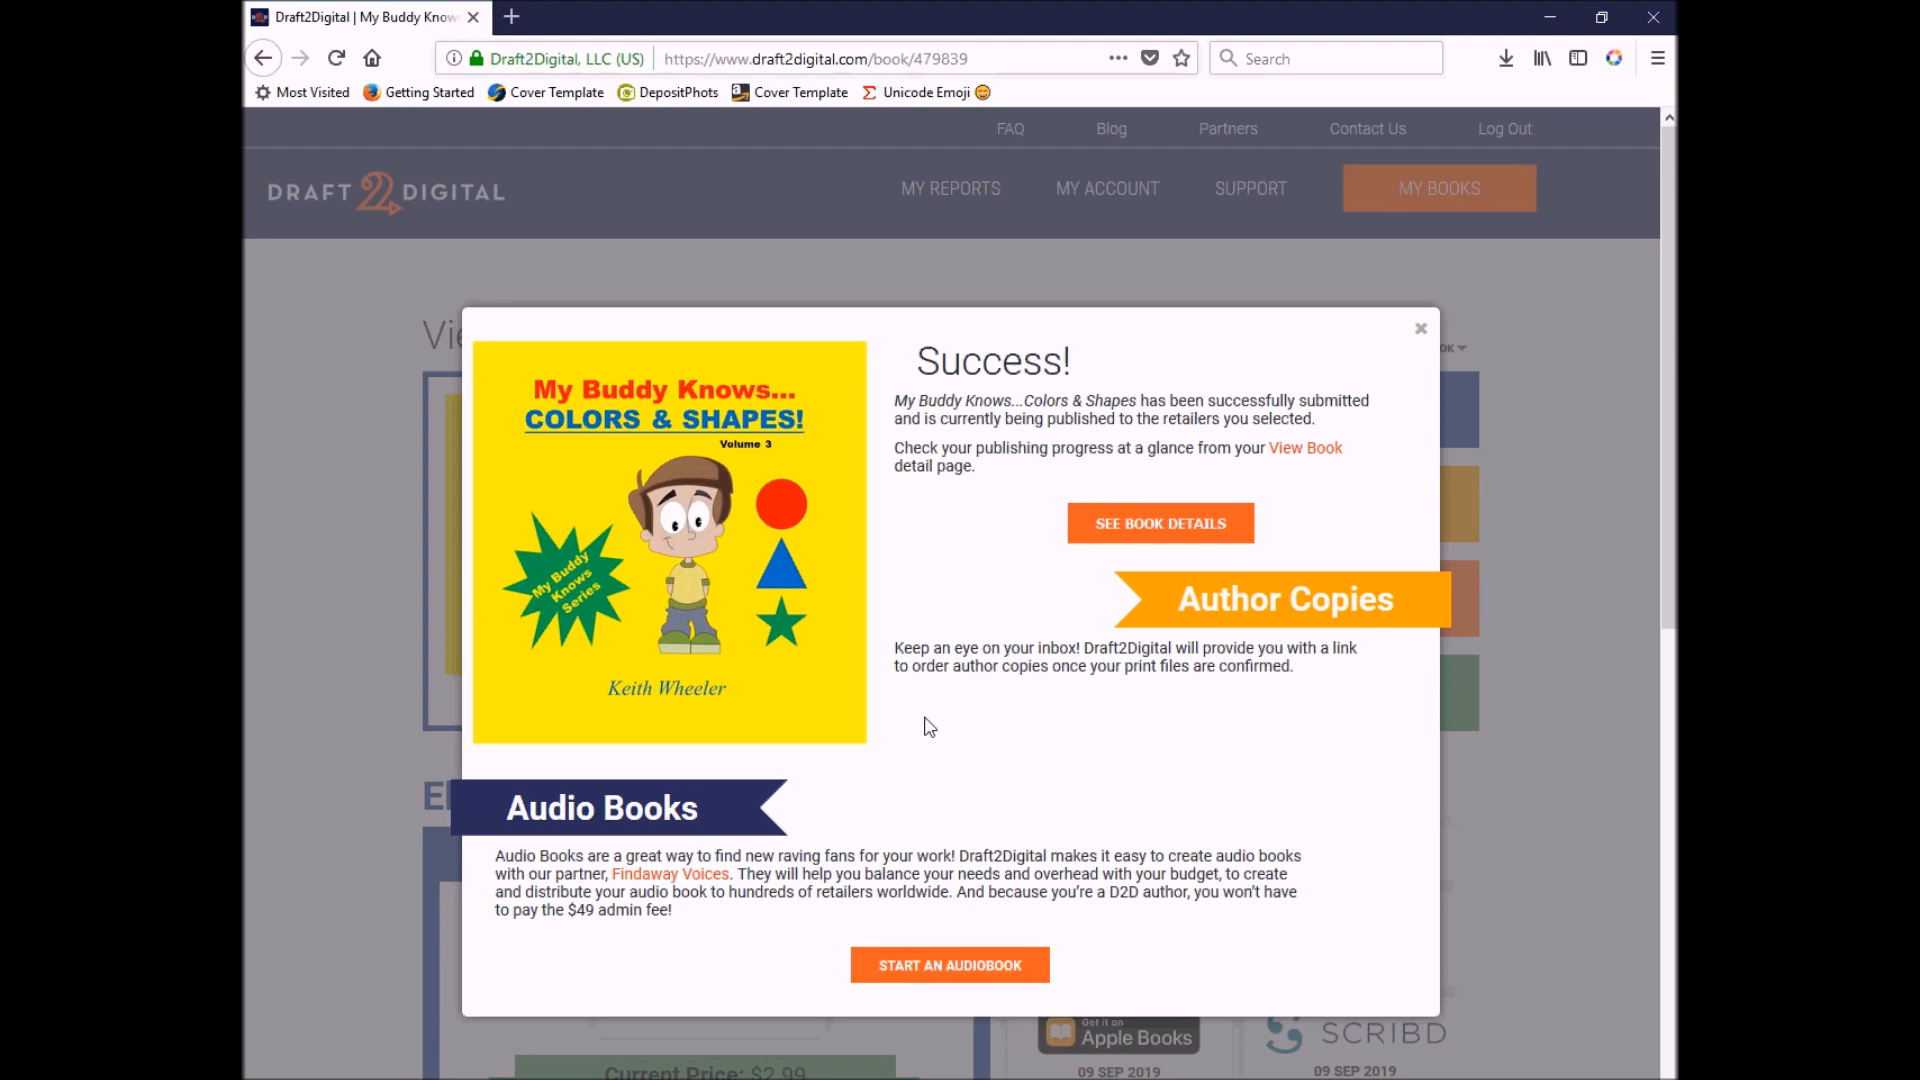 Draft2Digital | My Buddy Know
Draft2Digital, LLC (US)
https://www.draft2digital.com/book/479839
Search
Most Visited
Getting Started
Cover Template
DepositPhotos
Cover Template
Unicode Emoji
FAQ
Blog
Partners
Contact Us
Log Out
DRAFT 2 DIGITAL
MY REPORTS
MY ACCOUNT
SUPPORT
MY BOOKS
Vie
OK
My Buddy Knows...
COLORS & SHAPES!
Volume 3
My Buddy
Knows
Series
Keith Wheeler
Success!
My Buddy Knows...Colors & Shapes has been successfully submitted
and is currently being published to the retailers you selected.
Check your publishing progress at a glance from your View Book
detail page.
SEE BOOK DETAILS
Author Copies
Keep an eye on your inbox! Draft2Digital will provide you with a link
to order author copies once your print files are confirmed.
Audio Books
Audio Books are a great way to find new raving fans for your work! Draft2Digital makes it easy to create audio books
with our partner, Findaway Voices. They will help you balance your needs and overhead with your budget, to create
and distribute your audio book to hundreds of retailers worldwide. And because you're a D2D author, you won't have
to pay the $49 admin fee!
START AN AUDIOBOOK
Get it on
Apple Books
SCRIBD
Current Price: $2.99
09 SEP 2019
09 SEP 2019